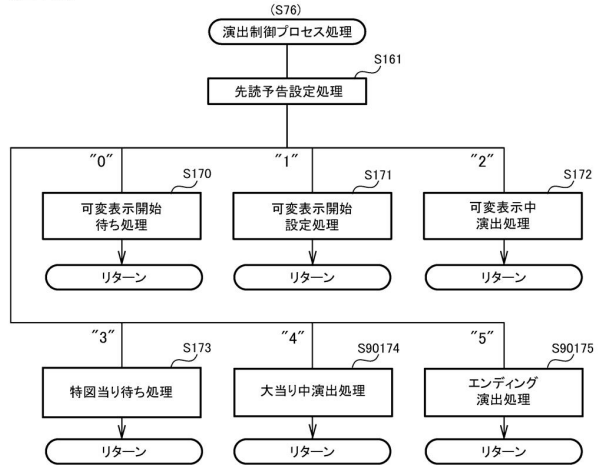 (S76)
演出制御プロセス処理
S161
先読予告設定処理
"0"
"1"
"2"
S170
S171
S172
可変表示開始
待ち処理
可変表示開始
設定処理
可変表示中
演出処理
リターン
リターン
リターン
"3"
"4"
"5"
S173
S90174
S90175
特図当り待ち処理
大当り中演出処理
エンディング
演出処理
リターン
リターン
リターン